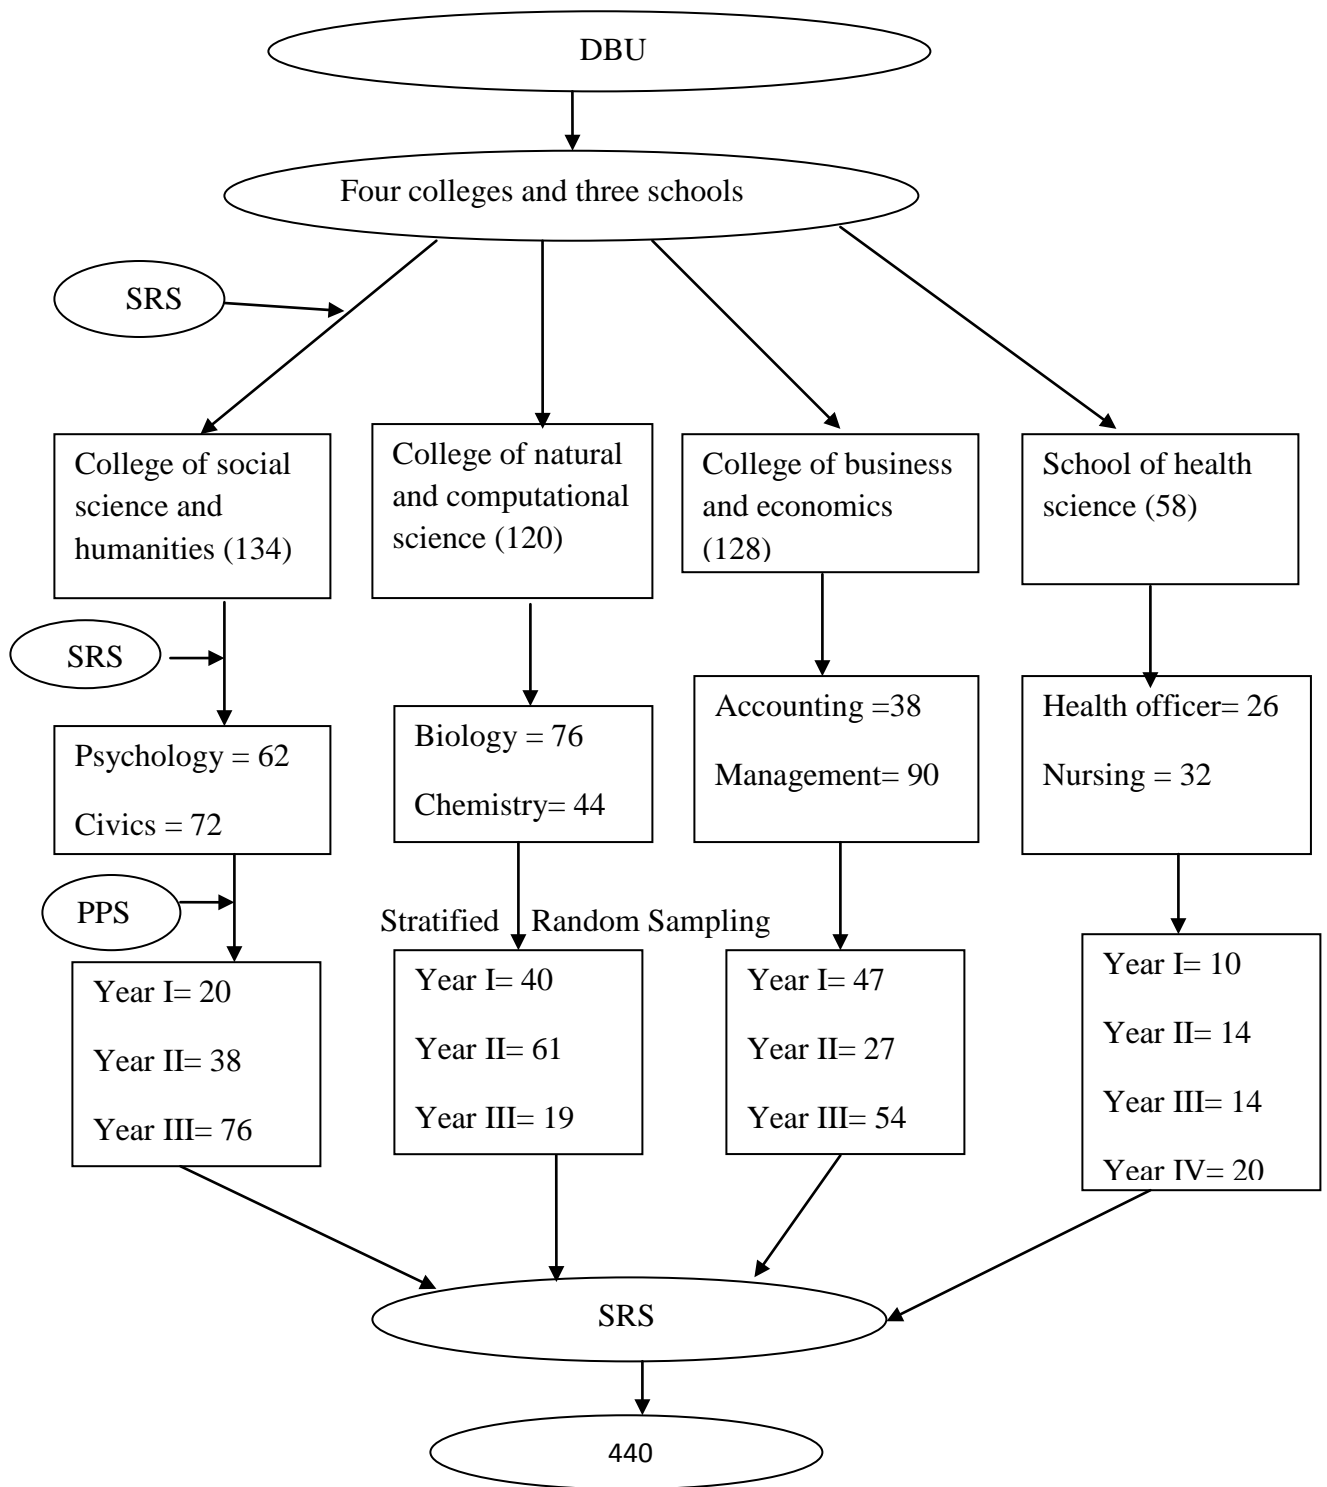 DBU
Four colleges and three schools
SRS
College of social
science and
humanities (134)
College of natural
and computational
science (120)
College of business
and economics
(128)
School of health
science (58)
SRS
Psychology = 62
Civics = 72
Biology = 76
Chemistry= 44
Accounting =38
Management= 90
Health officer= 26
Nursing = 32
PPS
Stratified Random Sampling
Year I= 20
Year II= 38
Year III= 76
Year I= 40
Year II= 61
Year III= 19
Year I= 47
Year II= 27
Year III= 54
Year I= 10
Year II= 14
Year III= 14
Year IV= 20
SRS
440